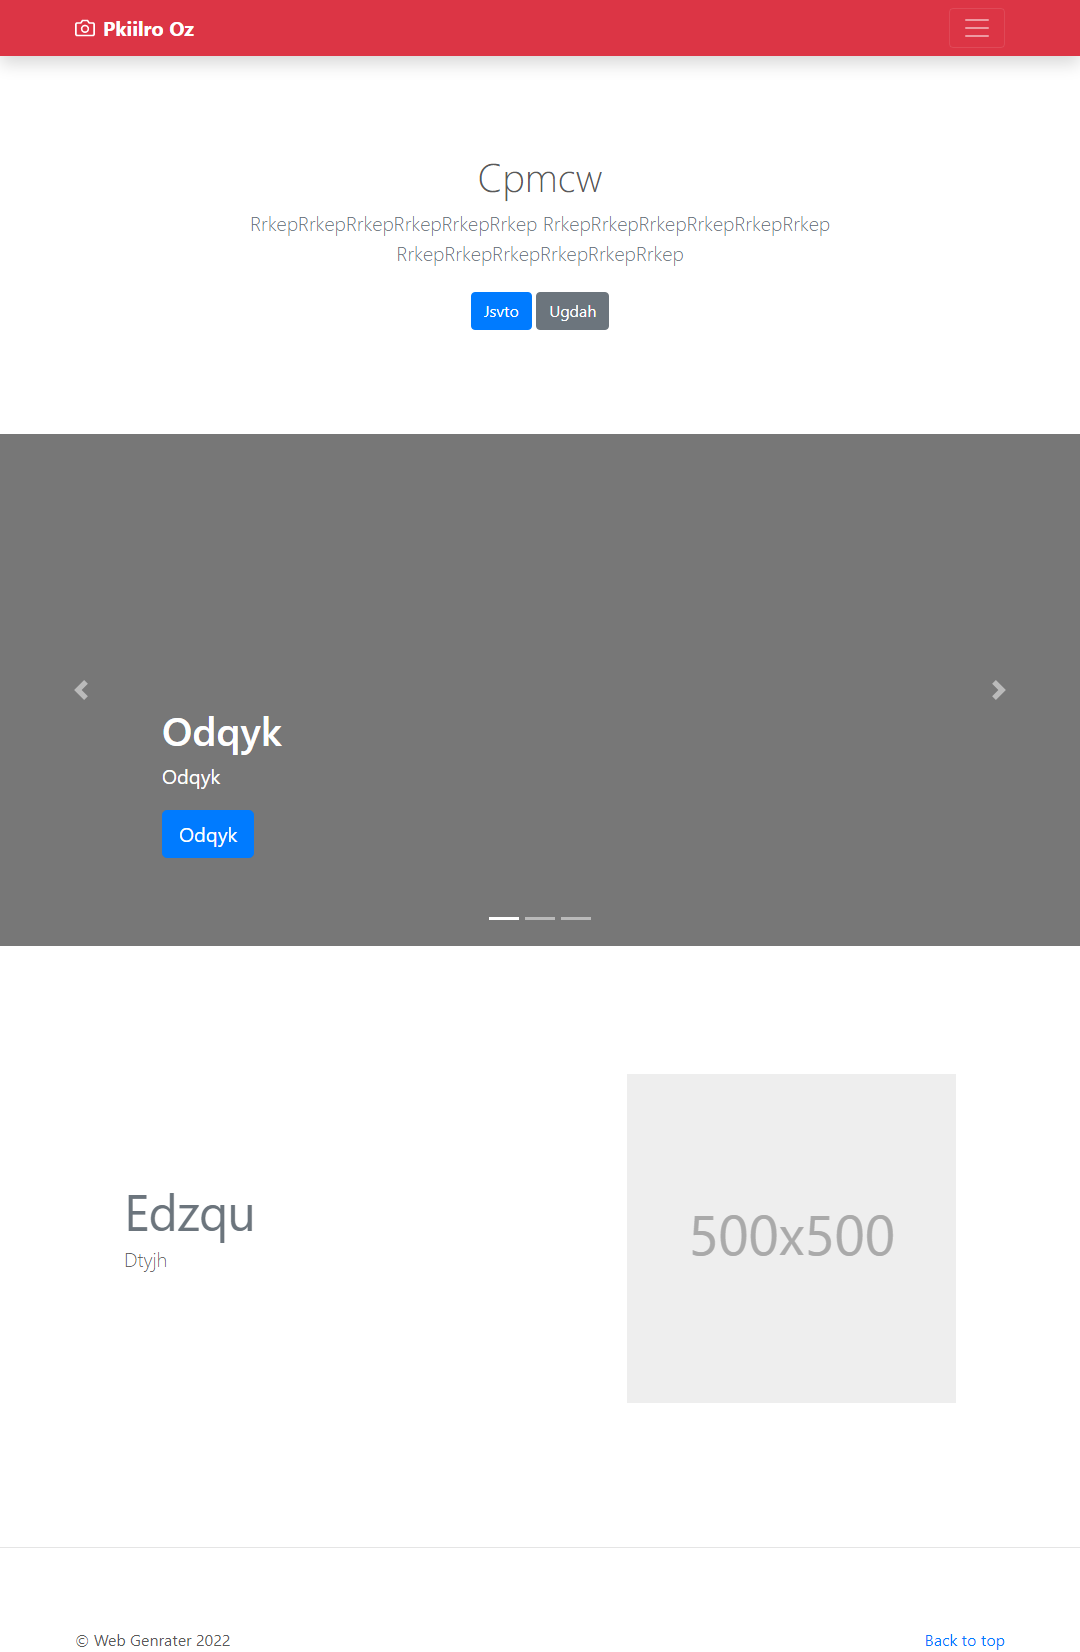 Pkiilro Oz
Cpmcw
RrkepRrkepRrkepRrkepRrkepRrkep RrkepRrkepRrkepRrkepRrkepRrkep
RrkepRrkepRrkepRrkepRrkepRrkep
Jsvto Ugdah
Odqyk
Odqyk
Odqyk
Edzqu
Dtyjh
500x500
© Web Genrater 2022
Back to top